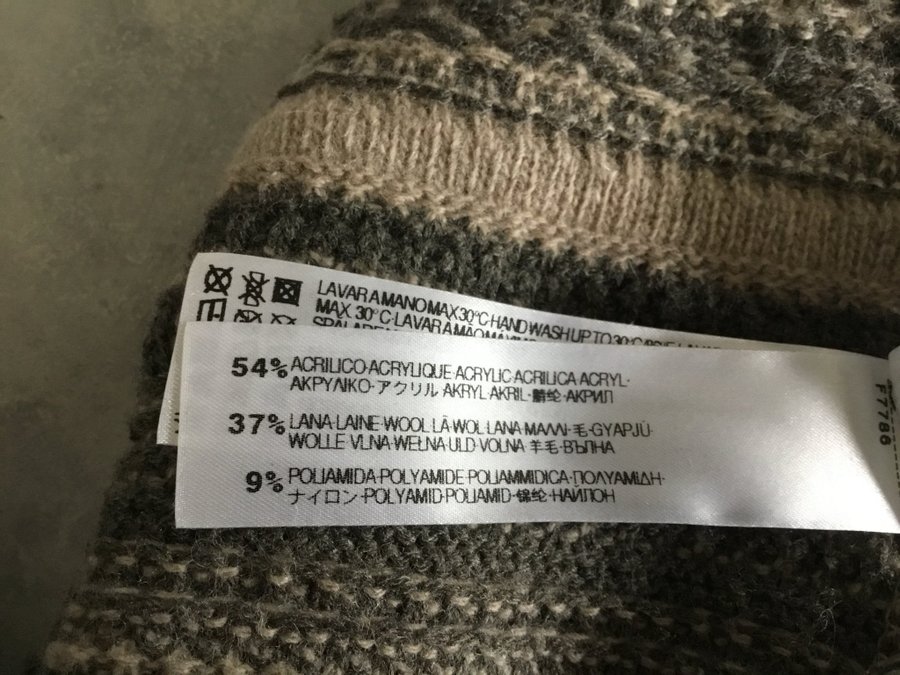 LAVAR A MANO MAX 30°C·HAND WASH UP TO 30°C
MAX. 30°C·LAVAR A MÃO
54% ACRILICO·ACRYLIQUE·ACRYLIC·ACRILICA ACRYL·
ΑΚΡΥΛΙΚΟ·アクリル·AKRYL·AKRIL·腈纶·АКРИЛ
37% LANA·LAINE·WOOL·LÃ·WOL·LANA·ΜΑΛΛΙ·毛·GYAPJÚ·
WOLLE·VLNA·WEŁNA·ULD·VOLNA·羊毛·ВЪЛНА
9% POLIAMIDA·POLYAMIDE·POLIAMMIDICA·ΠΟΛΥΑΜΙΔΗ·
ナイロン·POLYAMID·POLIAMID·锦纶·НАЙЛОН
F7786